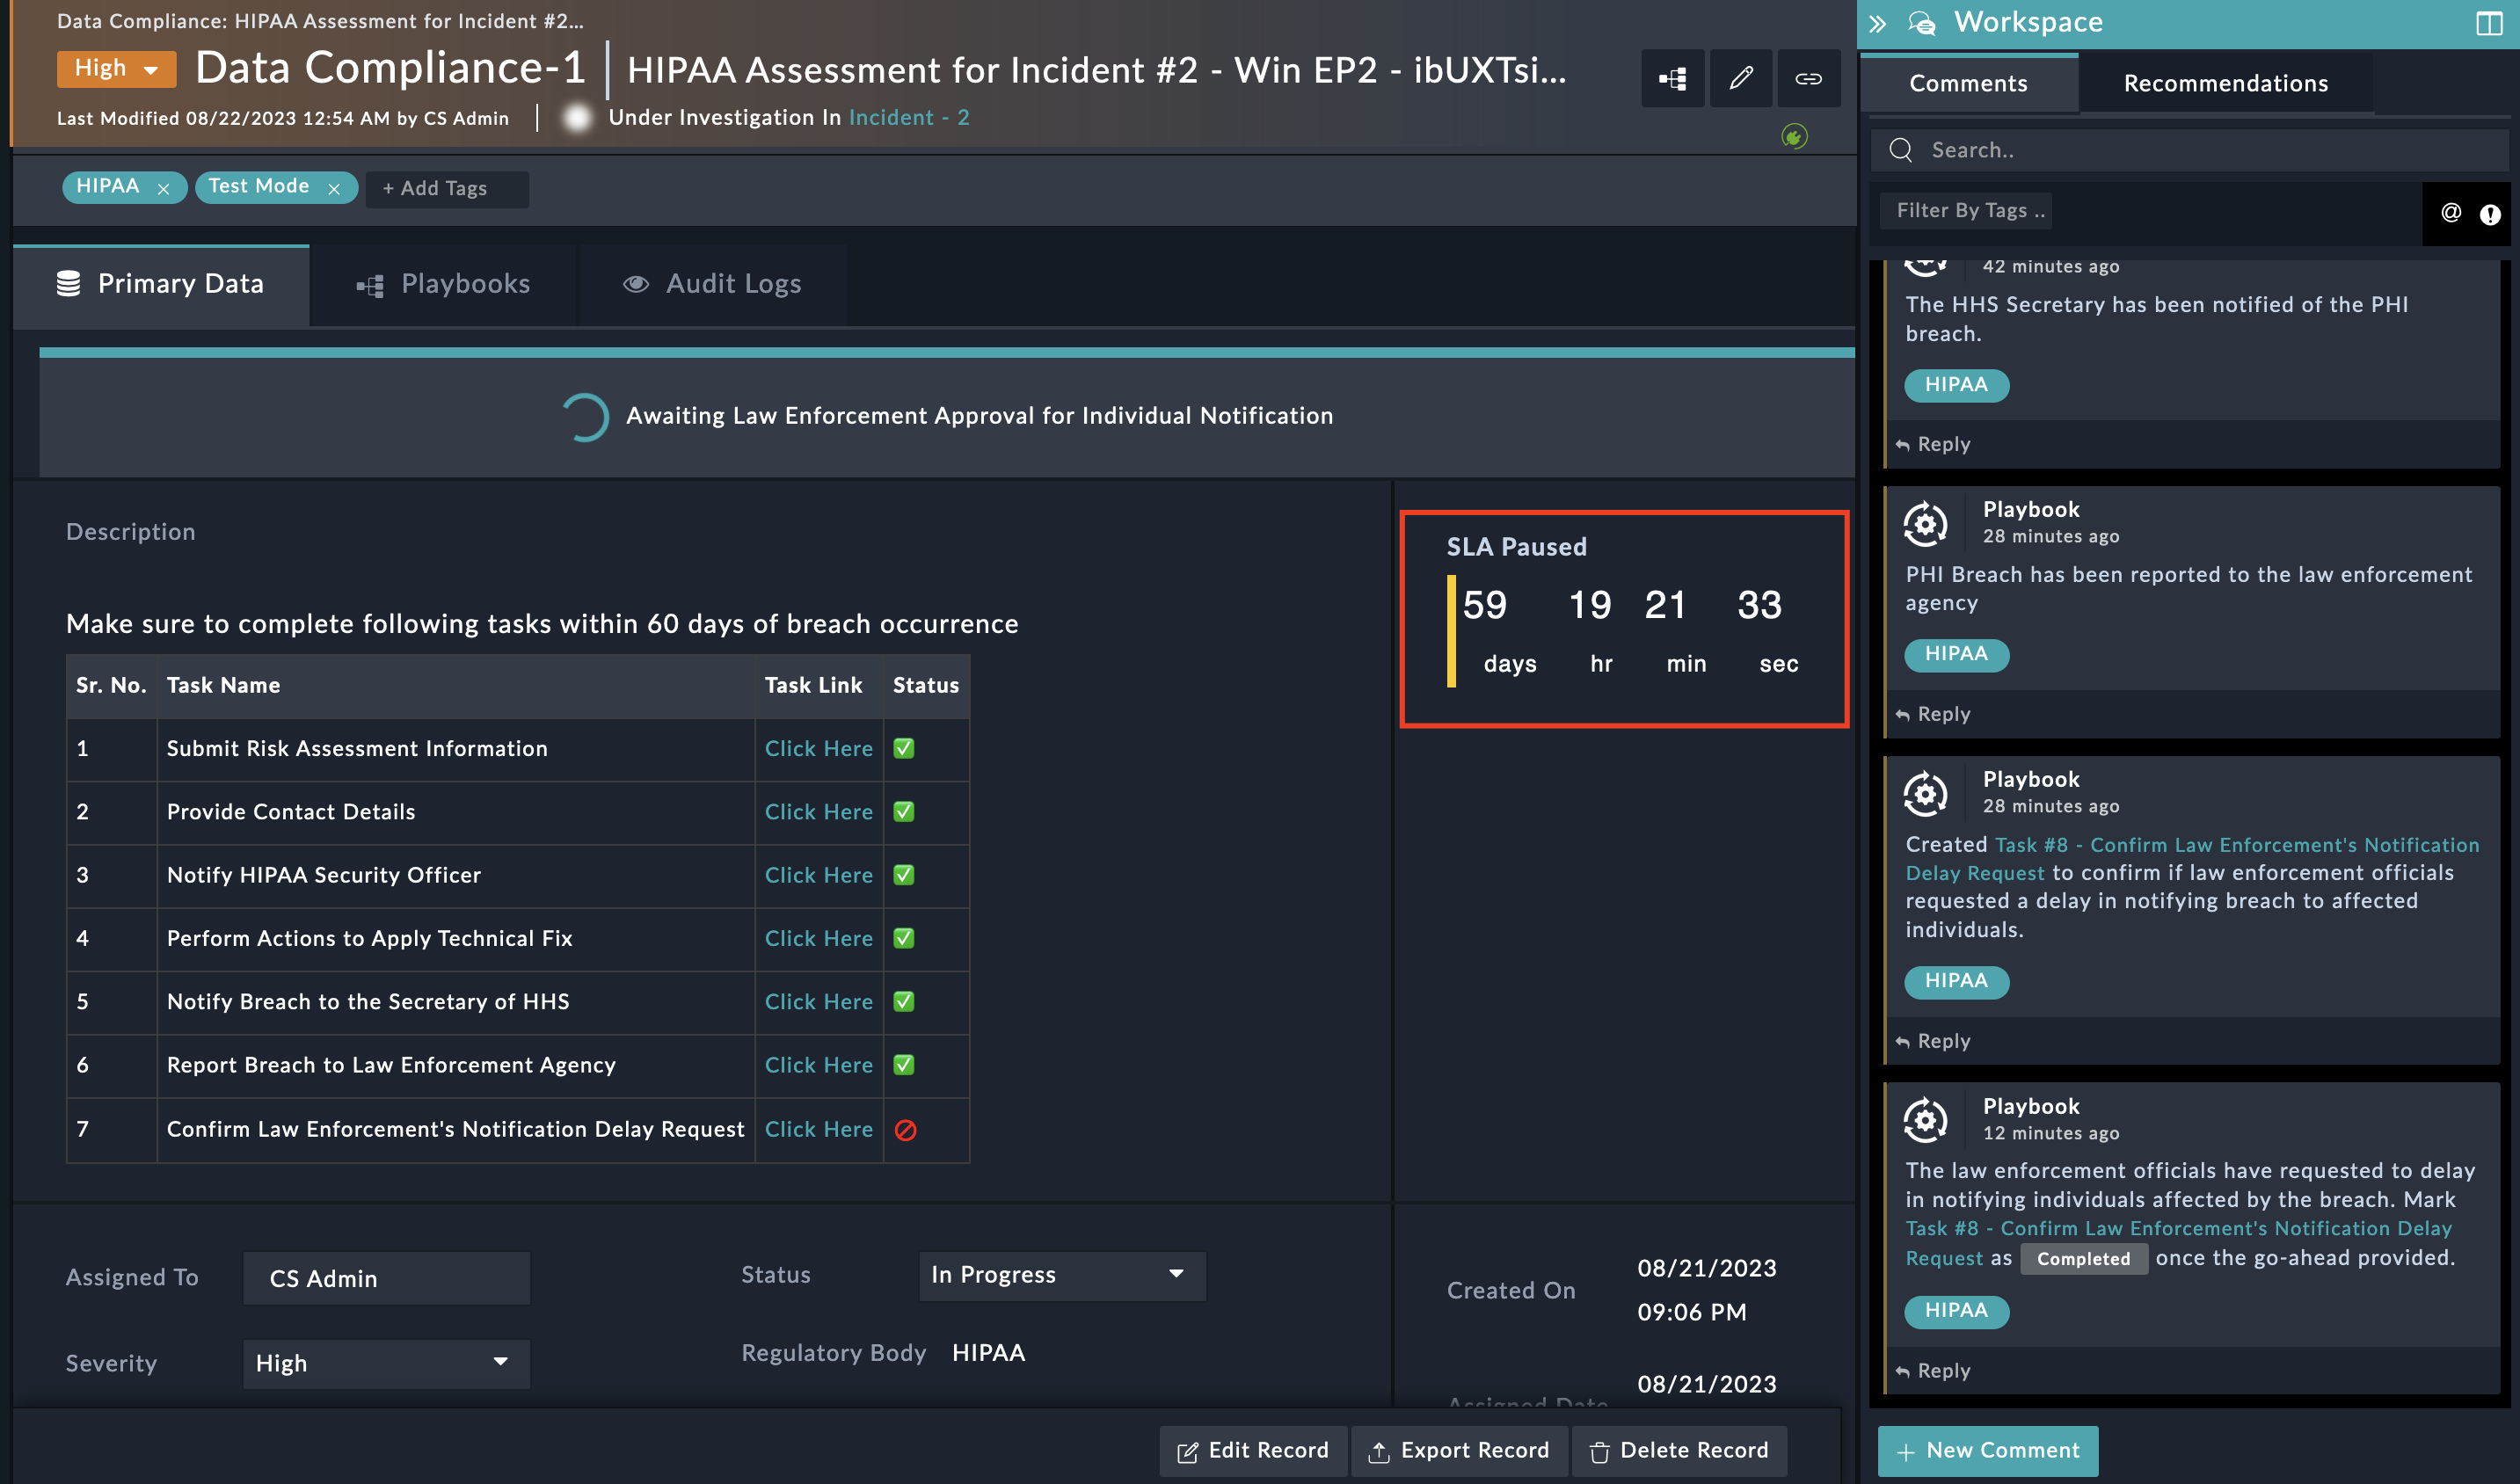 Data Compliance: HIPAA Assessment for Incident #2...
High
Data Compliance-1
HIPAA Assessment for Incident #2 - Win EP2 - ibUXTsi...
Last Modified 08/22/2023 12:54 AM by CS Admin
Under Investigation In Incident - 2
HIPAA × Test Mode × + Add Tags
Primary Data
Playbooks
Audit Logs
Awaiting Law Enforcement Approval for Individual Notification
Description
Make sure to complete following tasks within 60 days of breach occurrence
Sr. No. Task Name Task Link Status
1 Submit Risk Assessment Information Click Here ✅
2 Provide Contact Details Click Here ✅
3 Notify HIPAA Security Officer Click Here ✅
4 Perform Actions to Apply Technical Fix Click Here ✅
5 Notify Breach to the Secretary of HHS Click Here ✅
6 Report Breach to Law Enforcement Agency Click Here ✅
7 Confirm Law Enforcement's Notification Delay Request Click Here 🚫
SLA Paused
59 19 21 33
days hr min sec
Assigned To CS Admin
Status In Progress
Severity High
Regulatory Body HIPAA
Created On 08/21/2023
09:06 PM
Assigned Date 08/21/2023
Edit Record
Export Record
Delete Record
Workspace
Comments
Recommendations
Search..
Filter By Tags ..
@
42 minutes ago
The HHS Secretary has been notified of the PHI
breach.
HIPAA
Reply
Playbook
28 minutes ago
PHI Breach has been reported to the law enforcement
agency
HIPAA
Reply
Playbook
28 minutes ago
Created Task #8 - Confirm Law Enforcement's Notification
Delay Request to confirm if law enforcement officials
requested a delay in notifying breach to affected
individuals.
HIPAA
Reply
Playbook
12 minutes ago
The law enforcement officials have requested to delay
in notifying individuals affected by the breach. Mark
Task #8 - Confirm Law Enforcement's Notification Delay
Request as Completed once the go-ahead provided.
HIPAA
Reply
+ New Comment